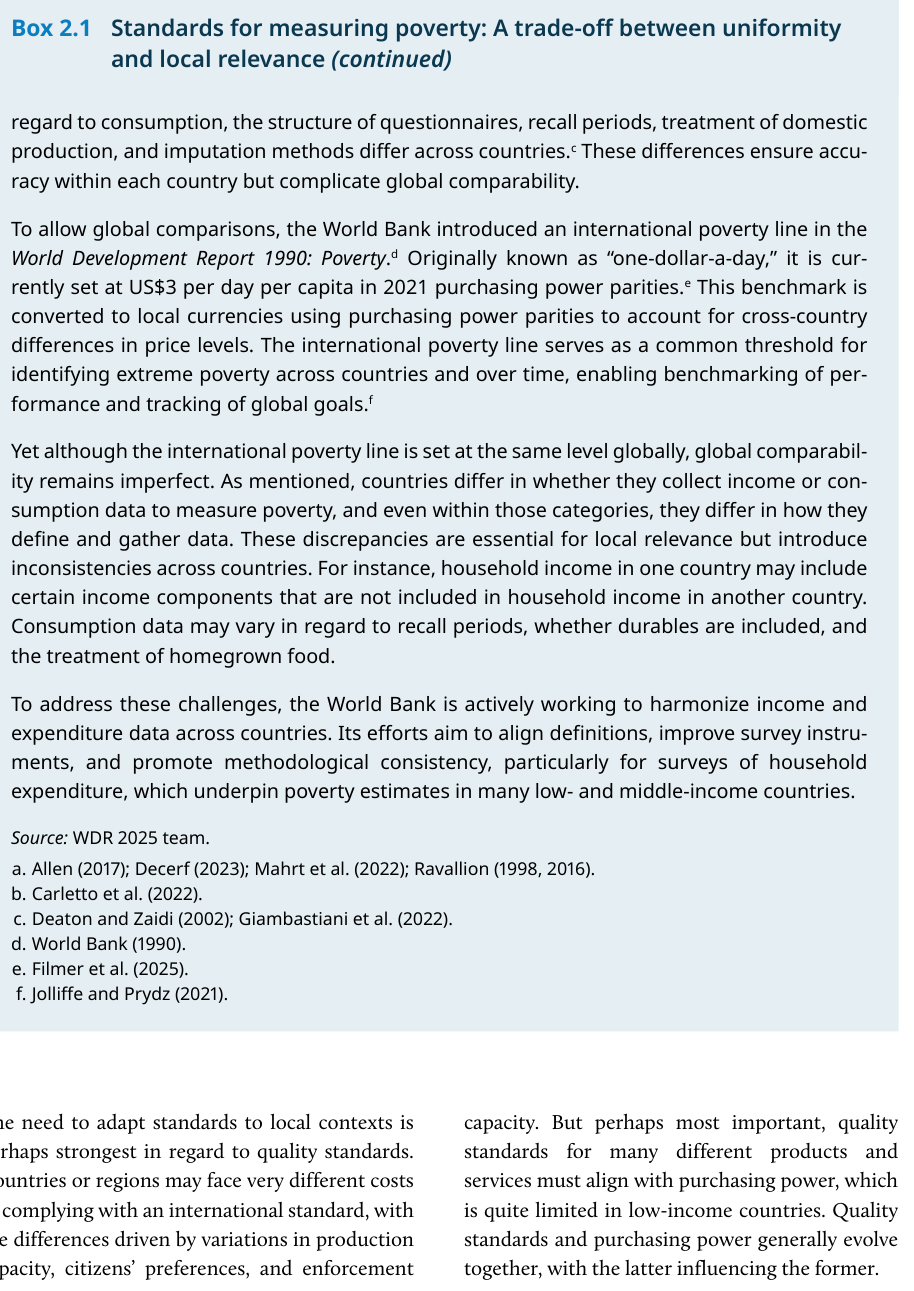 Box 2.1 Standards for measuring poverty: A trade-off between uniformity
and local relevance (continued)
regard to consumption, the structure of questionnaires, recall periods, treatment of domestic
production, and imputation methods differ across countries.c These differences ensure accu-
racy within each country but complicate global comparability.
To allow global comparisons, the World Bank introduced an international poverty line in the
World Development Report 1990: Poverty.d Originally known as “one-dollar-a-day,” it is cur-
rently set at US$3 per day per capita in 2021 purchasing power parities.e This benchmark is
converted to local currencies using purchasing power parities to account for cross-country
differences in price levels. The international poverty line serves as a common threshold for
identifying extreme poverty across countries and over time, enabling benchmarking of per-
formance and tracking of global goals.f
Yet although the international poverty line is set at the same level globally, global comparabil-
ity remains imperfect. As mentioned, countries differ in whether they collect income or con-
sumption data to measure poverty, and even within those categories, they differ in how they
define and gather data. These discrepancies are essential for local relevance but introduce
inconsistencies across countries. For instance, household income in one country may include
certain income components that are not included in household income in another country.
Consumption data may vary in regard to recall periods, whether durables are included, and
the treatment of homegrown food.
To address these challenges, the World Bank is actively working to harmonize income and
expenditure data across countries. Its efforts aim to align definitions, improve survey instru-
ments, and promote methodological consistency, particularly for surveys of household
expenditure, which underpin poverty estimates in many low- and middle-income countries.
Source: WDR 2025 team.
a. Allen (2017); Decerf (2023); Mahrt et al. (2022); Ravallion (1998, 2016).
b. Carletto et al. (2022).
c. Deaton and Zaidi (2002); Giambastiani et al. (2022).
d. World Bank (1990).
e. Filmer et al. (2025).
f. Jolliffe and Prydz (2021).
need to adapt standards to local contexts is
strongest in regard to quality standards.
or regions may face very different costs
complying with an international standard, with
differences driven by variations in production
citizens’ preferences, and enforcement
capacity. But perhaps most important, quality
standards for many different products and
services must align with purchasing power, which
is quite limited in low-income countries. Quality
standards and purchasing power generally evolve
together, with the latter influencing the former.